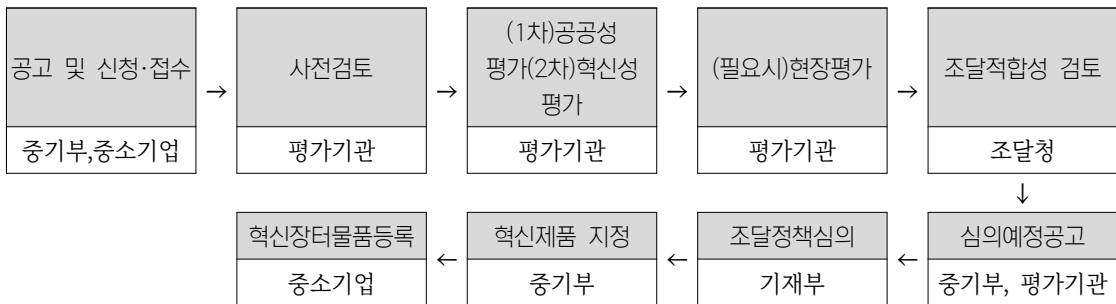 공고 및 신청·접수
중기부,중소기업
→
사전검토
평가기관
→
(1차)공공성
평가(2차)혁신성
평가
평가기관
→
(필요시)현장평가
평가기관
→
조달적합성 검토
조달청
↓
심의예정공고
중기부, 평가기관
←
조달정책심의
기재부
←
혁신제품 지정
중기부
←
혁신장터물품등록
중소기업